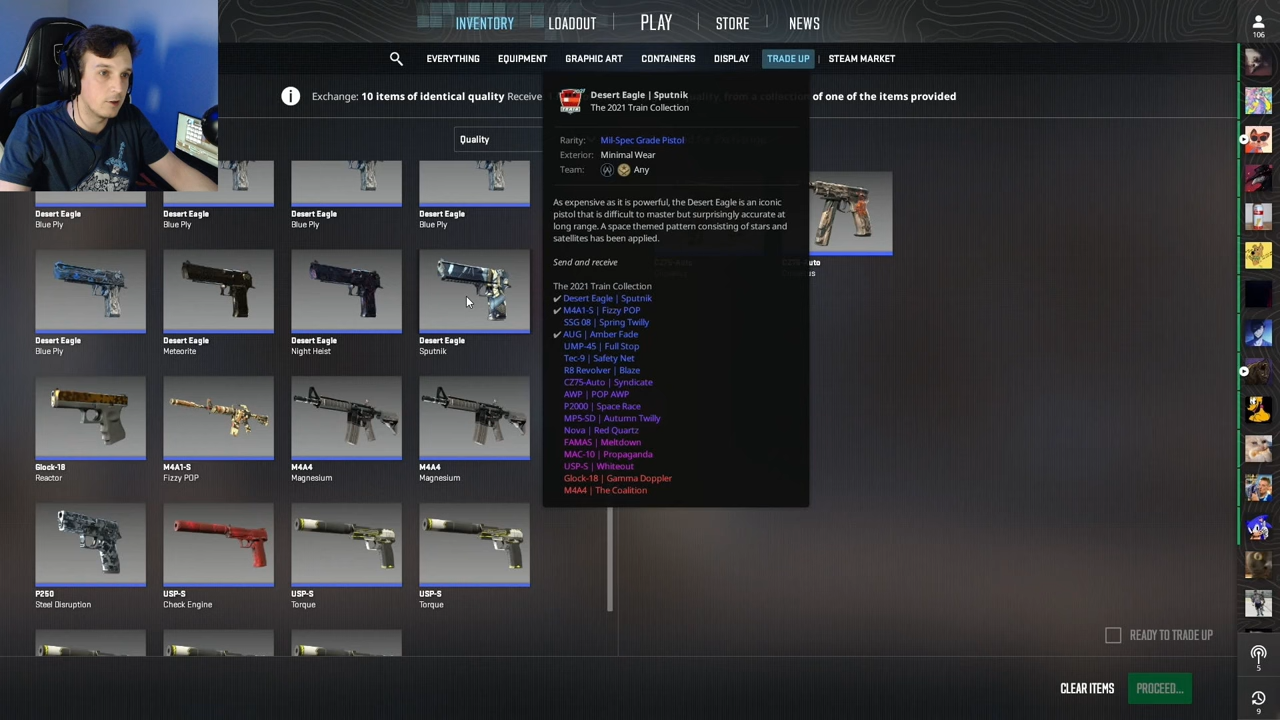 INVENTORY
LOADOUT
PLAY
STORE
NEWS
106
EVERYTHING
EQUIPMENT
GRAPHIC ART
CONTAINERS
DISPLAY
TRADE UP
STEAM MARKET
Exchange: 10 items of identical quality Receive
from a collection of one of the items provided
Quality
Desert Eagle | Sputnik
The 2021 Train Collection
Rarity: Mil-Spec Grade Pistol
Exterior: Minimal Wear
Team: Any
As expensive as it is powerful, the Desert Eagle is an iconic
pistol that is difficult to master but surprisingly accurate at
long range. A space themed pattern consisting of stars and
satellites has been applied.
Send and receive
The 2021 Train Collection
✔ Desert Eagle | Sputnik
✔ M4A1-S | Fizzy POP
SSG 08 | Spring Twilly
✔ AUG | Amber Fade
UMP-45 | Full Stop
Tec-9 | Safety Net
R8 Revolver | Blaze
CZ75-Auto | Syndicate
AWP | POP AWP
P2000 | Space Race
MP5-SD | Autumn Twilly
Nova | Red Quartz
FAMAS | Meltdown
MAC-10 | Propaganda
USP-S | Whiteout
Glock-18 | Gamma Doppler
M4A4 | The Coalition
Desert Eagle
Blue Ply
Desert Eagle
Blue Ply
Desert Eagle
Blue Ply
Desert Eagle
Blue Ply
Desert Eagle
Blue Ply
Desert Eagle
Meteorite
Desert Eagle
Night Heist
Desert Eagle
Sputnik
Glock-18
Reactor
M4A1-S
Fizzy POP
M4A4
Magnesium
M4A4
Magnesium
P250
Steel Disruption
USP-S
Check Engine
USP-S
Torque
USP-S
Torque
READY TO TRADE UP
CLEAR ITEMS
PROCEED...
5
9